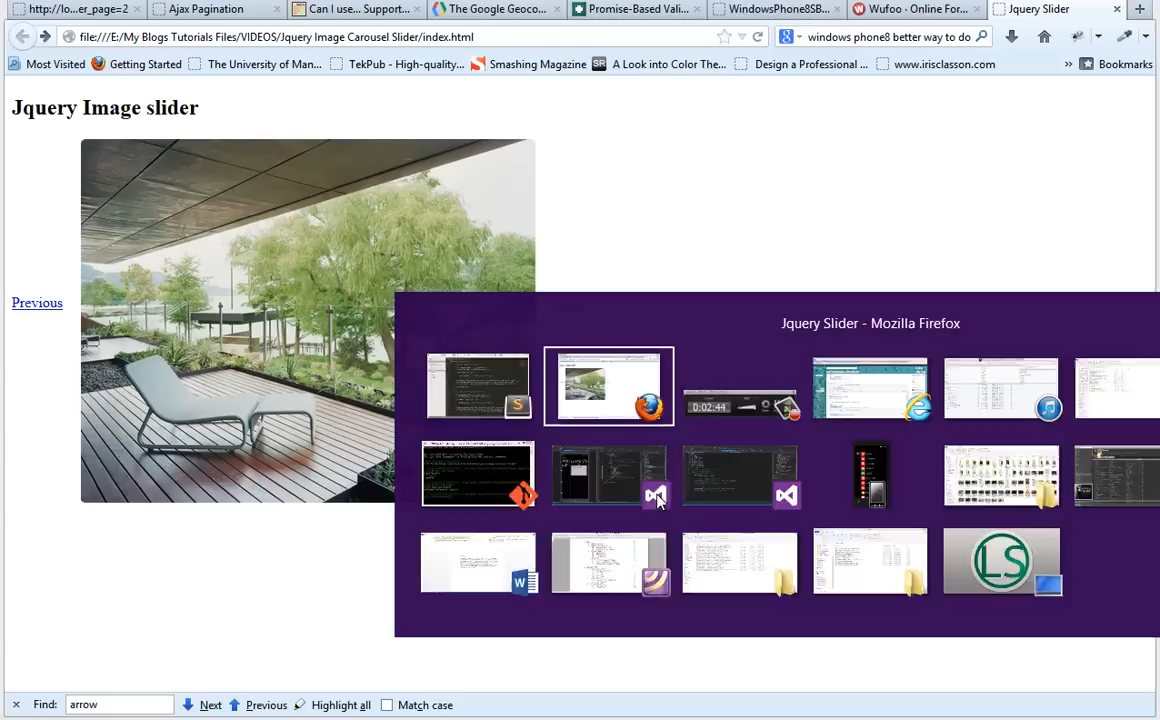 http://lo...er_page=2
Ajax Pagination
Can I use... Support...
The Google Geoco...
Promise-Based Vali...
WindowsPhone8SB...
Wufoo · Online For...
Jquery Slider
file:///E:/My Blogs Tutorials Files/VIDEOS/Jquery Image Carousel Slider/index.html
windows phone8 better way to do
Most Visited
Getting Started
The University of Man...
TekPub - High-quality...
Smashing Magazine
SR
A Look into Color The...
Design a Professional ...
www.irisclasson.com
»
Bookmarks
Jquery Image slider
Previous
Jquery Slider - Mozilla Firefox
S
0:02:44
W
LS
Find:
arrow
Next
Previous
Highlight all
Match case